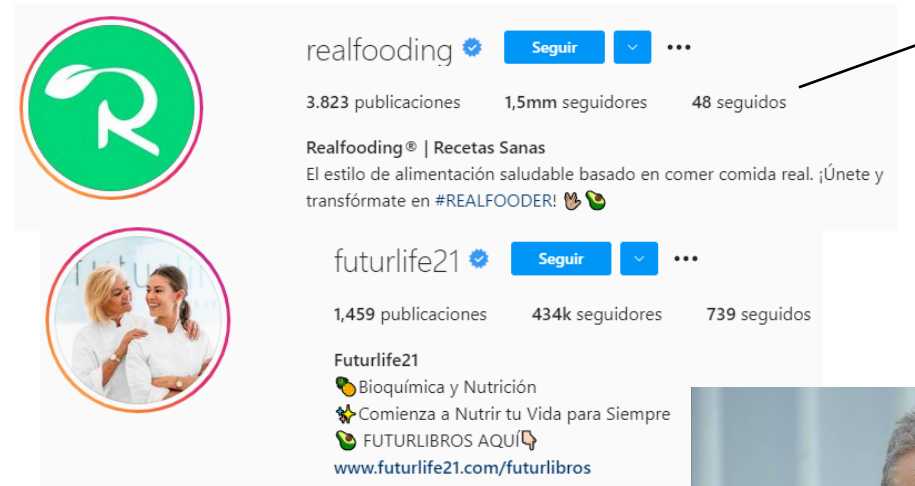 realfooding Seguir
3.823 publicaciones 1,5mm seguidores 48 seguidos
Realfooding® | Recetas Sanas
El estilo de alimentación saludable basado en comer comida real. ¡Únete y
transfórmate en #REALFOODER! 🖖🏼🥑
futurlife21 Seguir
1,459 publicaciones 434k seguidores 739 seguidos
Futurlife21
🍍Bioquímica y Nutrición
✨Comienza a Nutrir tu Vida para Siempre
🥑 FUTURLIBROS AQUÍ👇🏻
www.futurlife21.com/futurlibros